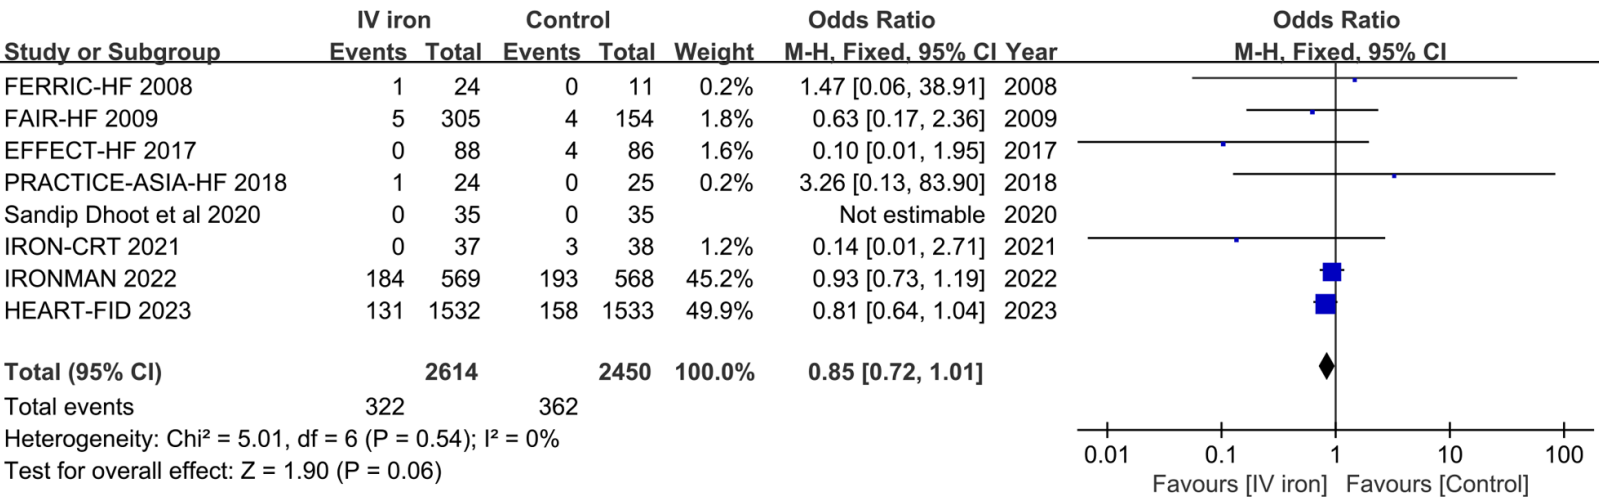 IV iron Control Odds Ratio Odds Ratio
Study or Subgroup Events Total Events Total Weight M-H, Fixed, 95% CI Year M-H, Fixed, 95% CI
FERRIC-HF 2008 1 24 0 11 0.2% 1.47 [0.06, 38.91] 2008
FAIR-HF 2009 5 305 4 154 1.8% 0.63 [0.17, 2.36] 2009
EFFECT-HF 2017 0 88 4 86 1.6% 0.10 [0.01, 1.95] 2017
PRACTICE-ASIA-HF 2018 1 24 0 25 0.2% 3.26 [0.13, 83.90] 2018
Sandip Dhoot et al 2020 0 35 0 35 Not estimable 2020
IRON-CRT 2021 0 37 3 38 1.2% 0.14 [0.01, 2.71] 2021
IRONMAN 2022 184 569 193 568 45.2% 0.93 [0.73, 1.19] 2022
HEART-FID 2023 131 1532 158 1533 49.9% 0.81 [0.64, 1.04] 2023
Total (95% CI) 2614 2450 100.0% 0.85 [0.72, 1.01]
Total events 322 362
Heterogeneity: Chi² = 5.01, df = 6 (P = 0.54); I² = 0%
Test for overall effect: Z = 1.90 (P = 0.06)
0.01 0.1 1 10 100
Favours [IV iron] Favours [Control]